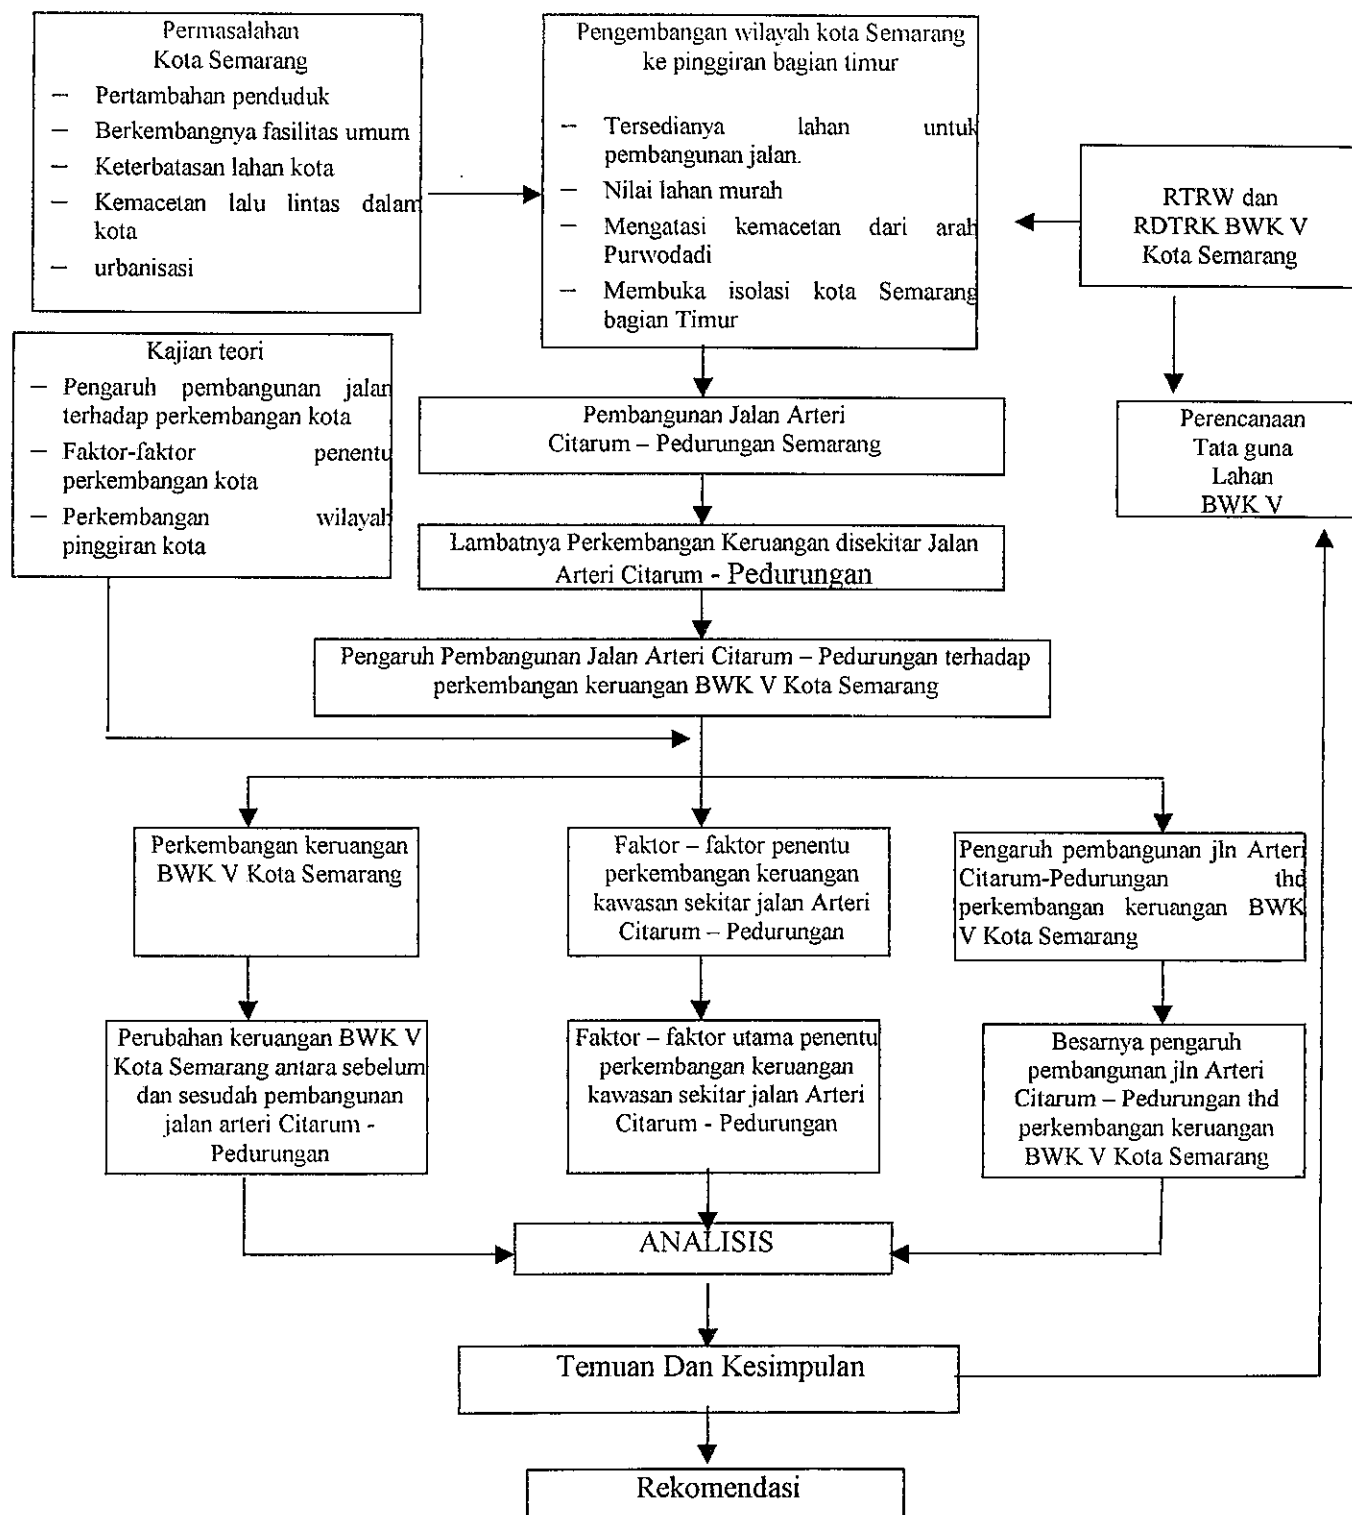 Permasalahan
Kota Semarang
– Pertambahan penduduk
– Berkembangnya fasilitas umum
– Keterbatasan lahan kota
– Kemacetan lalu lintas dalam
kota
– urbanisasi
Pengembangan wilayah kota Semarang
ke pinggiran bagian timur
– Tersedianya lahan untuk
pembangunan jalan.
– Nilai lahan murah
– Mengatasi kemacetan dari arah
Purwodadi
– Membuka isolasi kota Semarang
bagian Timur
RTRW dan
RDTRK BWK V
Kota Semarang
Kajian teori
– Pengaruh pembangunan jalan
terhadap perkembangan kota
– Faktor-faktor penentu
perkembangan kota
– Perkembangan wilayah
pinggiran kota
Pembangunan Jalan Arteri
Citarum – Pedurungan Semarang
Perencanaan
Tata guna
Lahan
BWK V
Lambatnya Perkembangan Keruangan disekitar Jalan
Arteri Citarum - Pedurungan
Pengaruh Pembangunan Jalan Arteri Citarum – Pedurungan terhadap
perkembangan keruangan BWK V Kota Semarang
Perkembangan keruangan
BWK V Kota Semarang
Faktor – faktor penentu
perkembangan keruangan
kawasan sekitar jalan Arteri
Citarum – Pedurungan
Pengaruh pembangunan jln Arteri
Citarum-Pedurungan thd
perkembangan keruangan BWK
V Kota Semarang
Perubahan keruangan BWK V
Kota Semarang antara sebelum
dan sesudah pembangunan
jalan arteri Citarum -
Pedurungan
Faktor – faktor utama penentu
perkembangan keruangan
kawasan sekitar jalan Arteri
Citarum - Pedurungan
Besarnya pengaruh
pembangunan jln Arteri
Citarum – Pedurungan thd
perkembangan keruangan
BWK V Kota Semarang
ANALISIS
Temuan Dan Kesimpulan
Rekomendasi